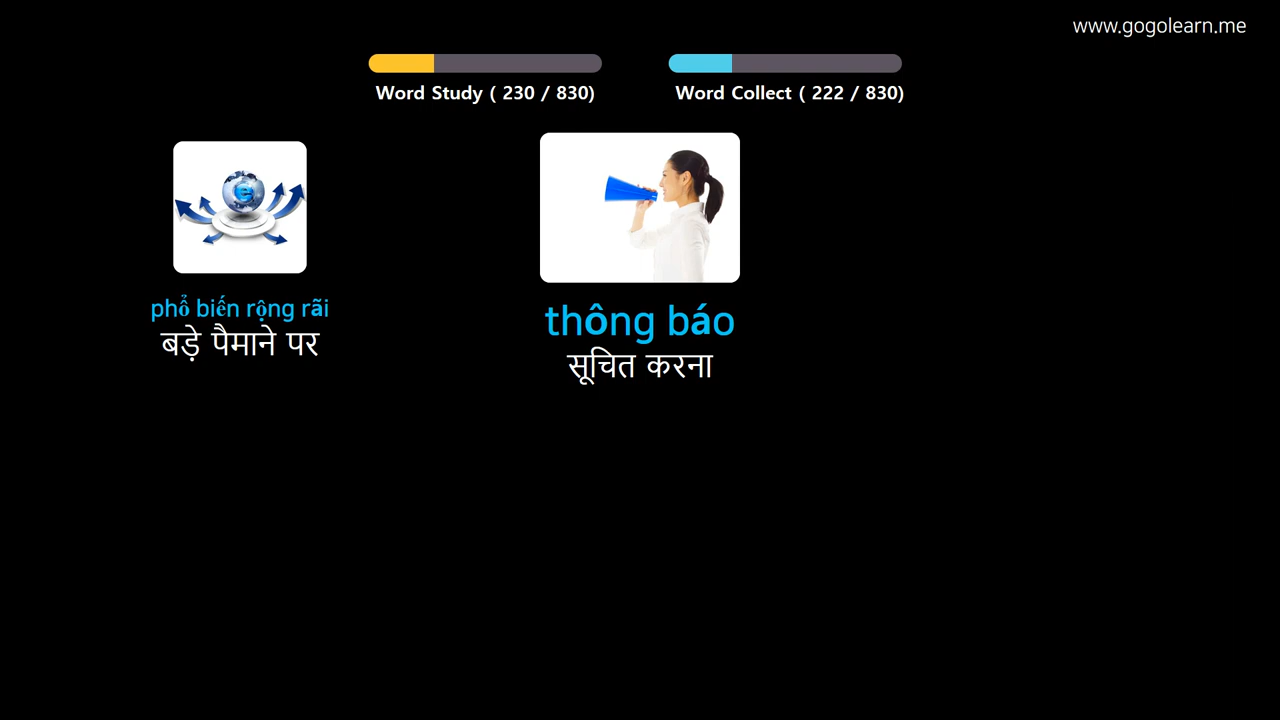 www.gogolearn.me
Word Study ( 230 / 830)
Word Collect ( 222 / 830)
phổ biến rộng rãi
बड़े पैमाने पर
thông báo
सूचित करना